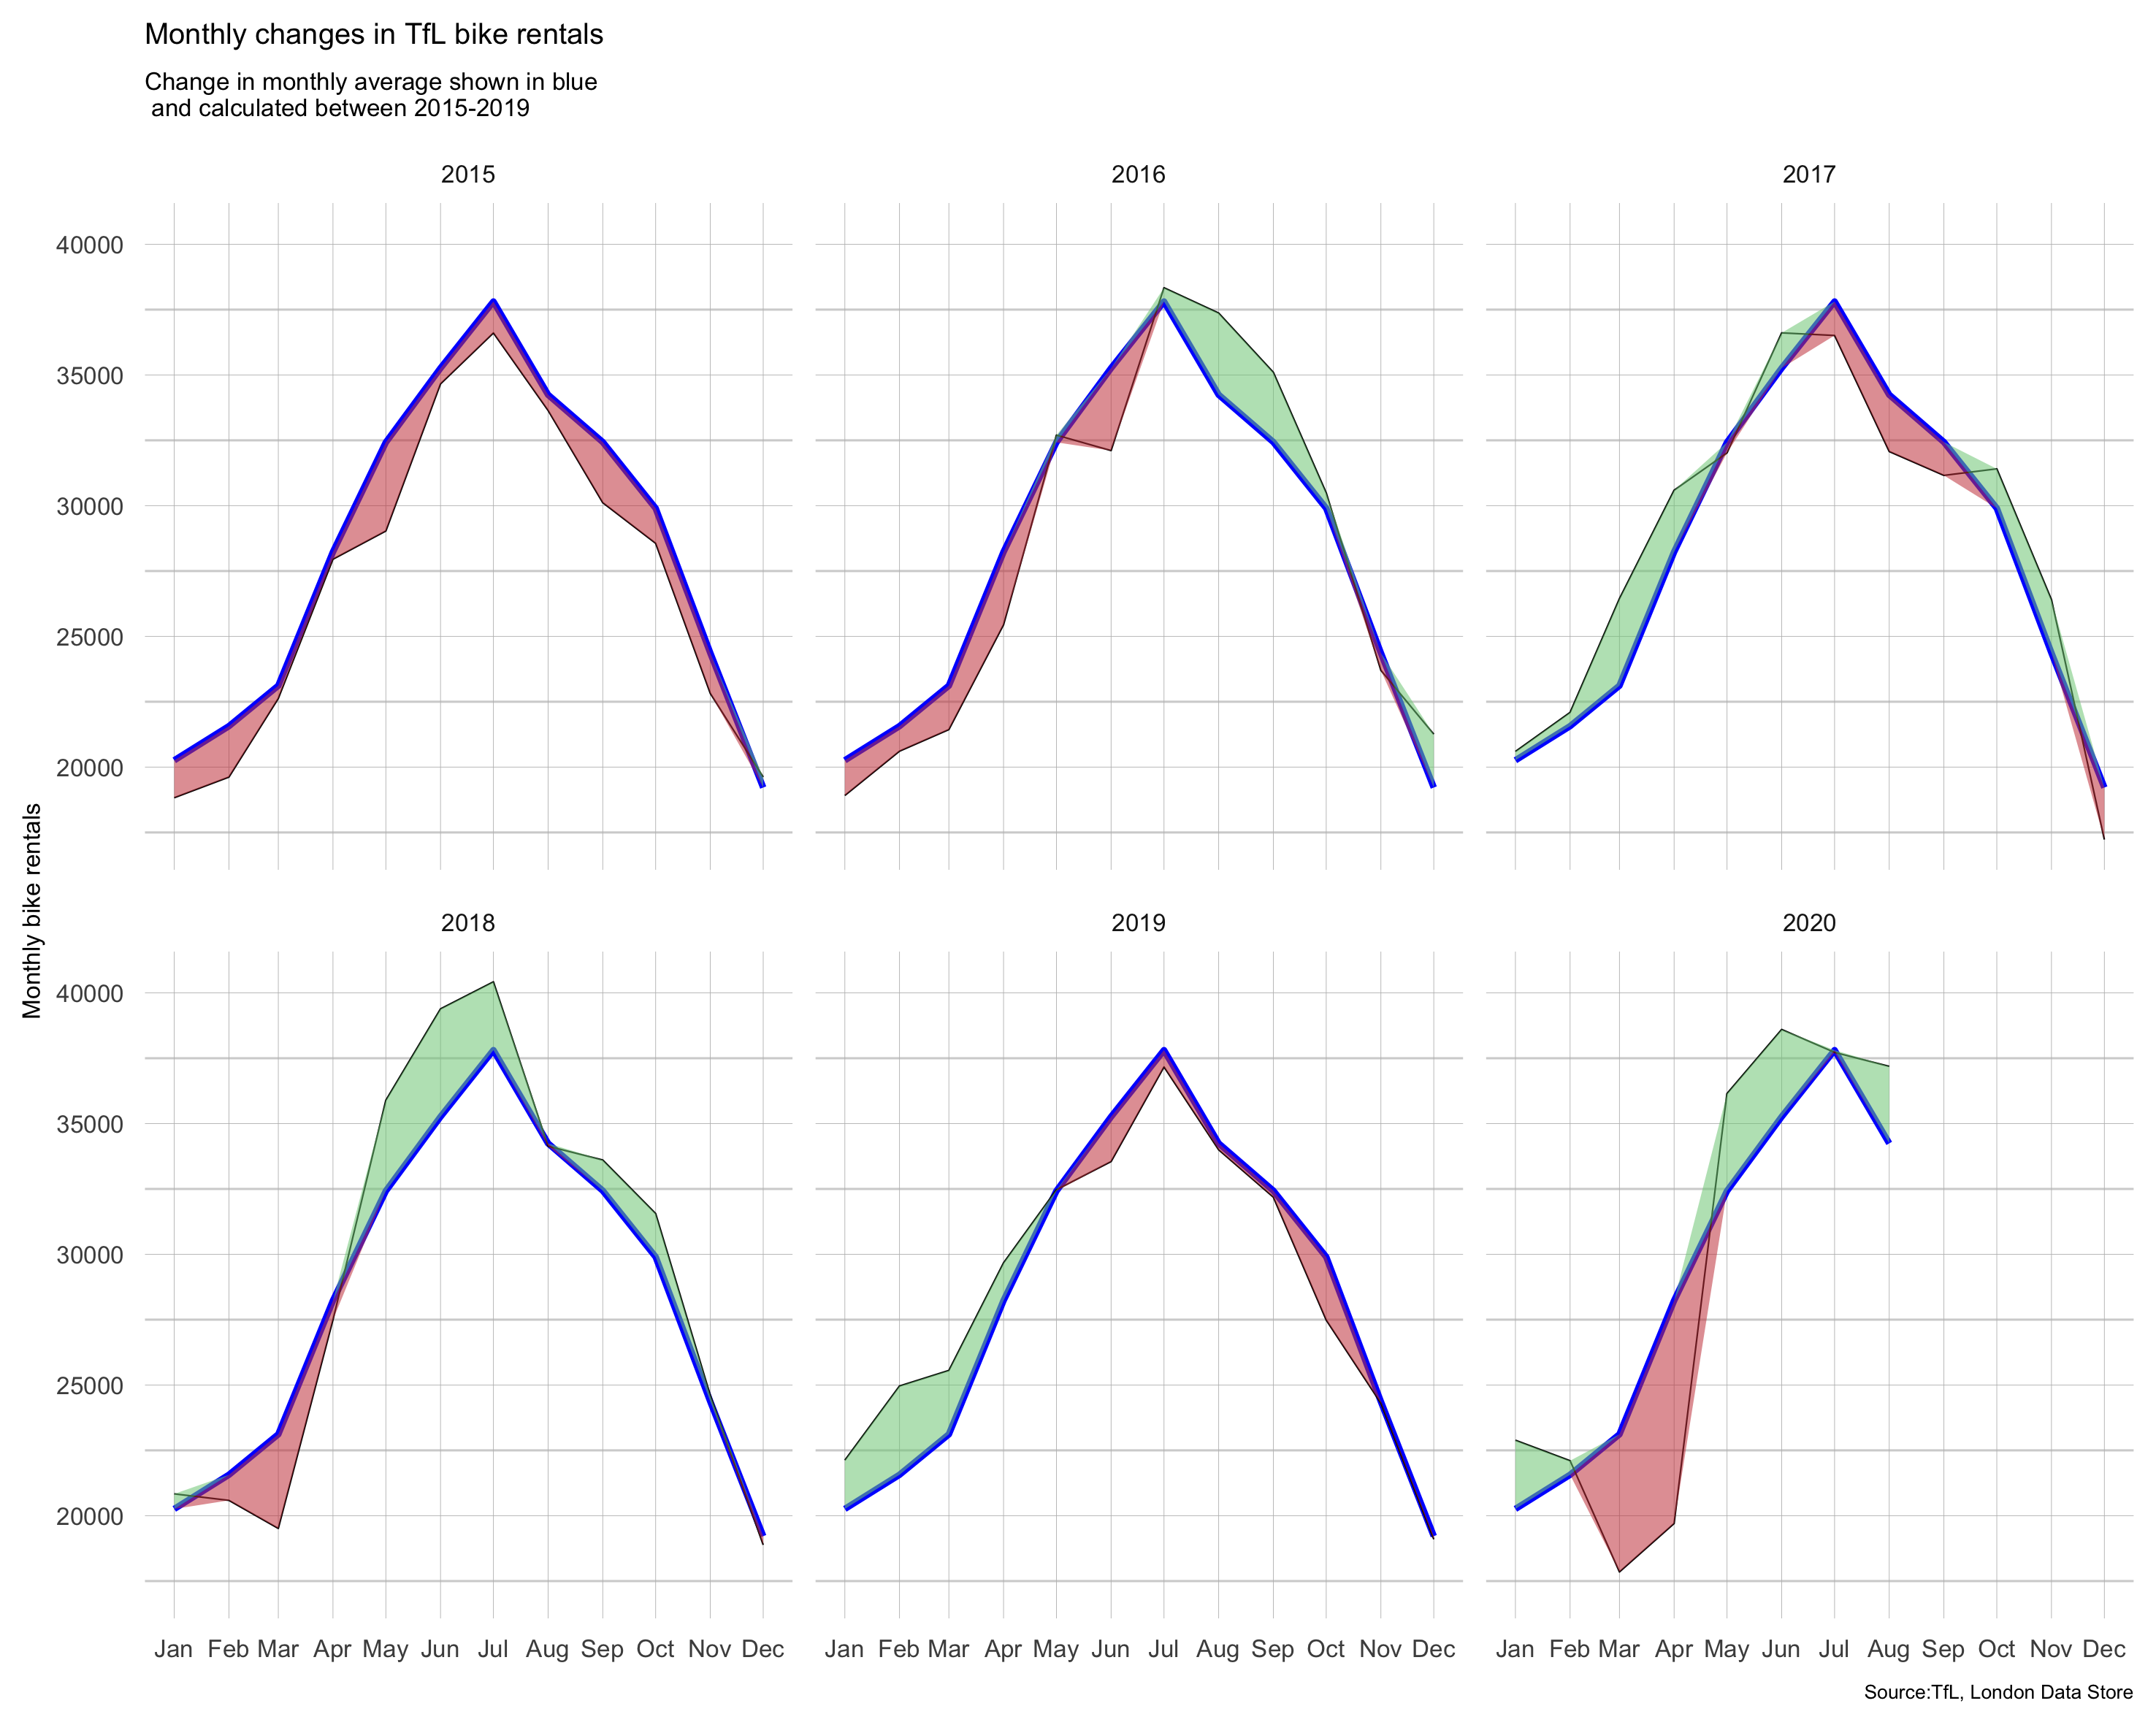 Monthly changes in TfL bike rentals
Change in monthly average shown in blue
and calculated between 2015-2019
2015
2016
2017
40000
35000
30000
25000
20000
Monthly bike rentals
2018
2019
2020
40000
35000
30000
25000
20000
Jan Feb Mar Apr May Jun Jul Aug Sep Oct Nov Dec
Jan Feb Mar Apr May Jun Jul Aug Sep Oct Nov Dec
Jan Feb Mar Apr May Jun Jul Aug Sep Oct Nov Dec
Source:TfL, London Data Store